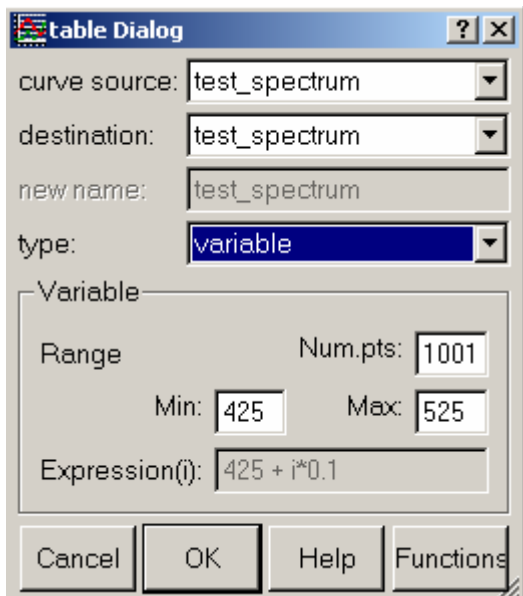 table Dialog ? ×
curve source: test_spectrum
destination: test_spectrum
new name: test_spectrum
type: variable
Variable
Range Num.pts: 1001
Min: 425 Max: 525
Expression(i): 425 + i*0.1
Cancel OK Help Functions